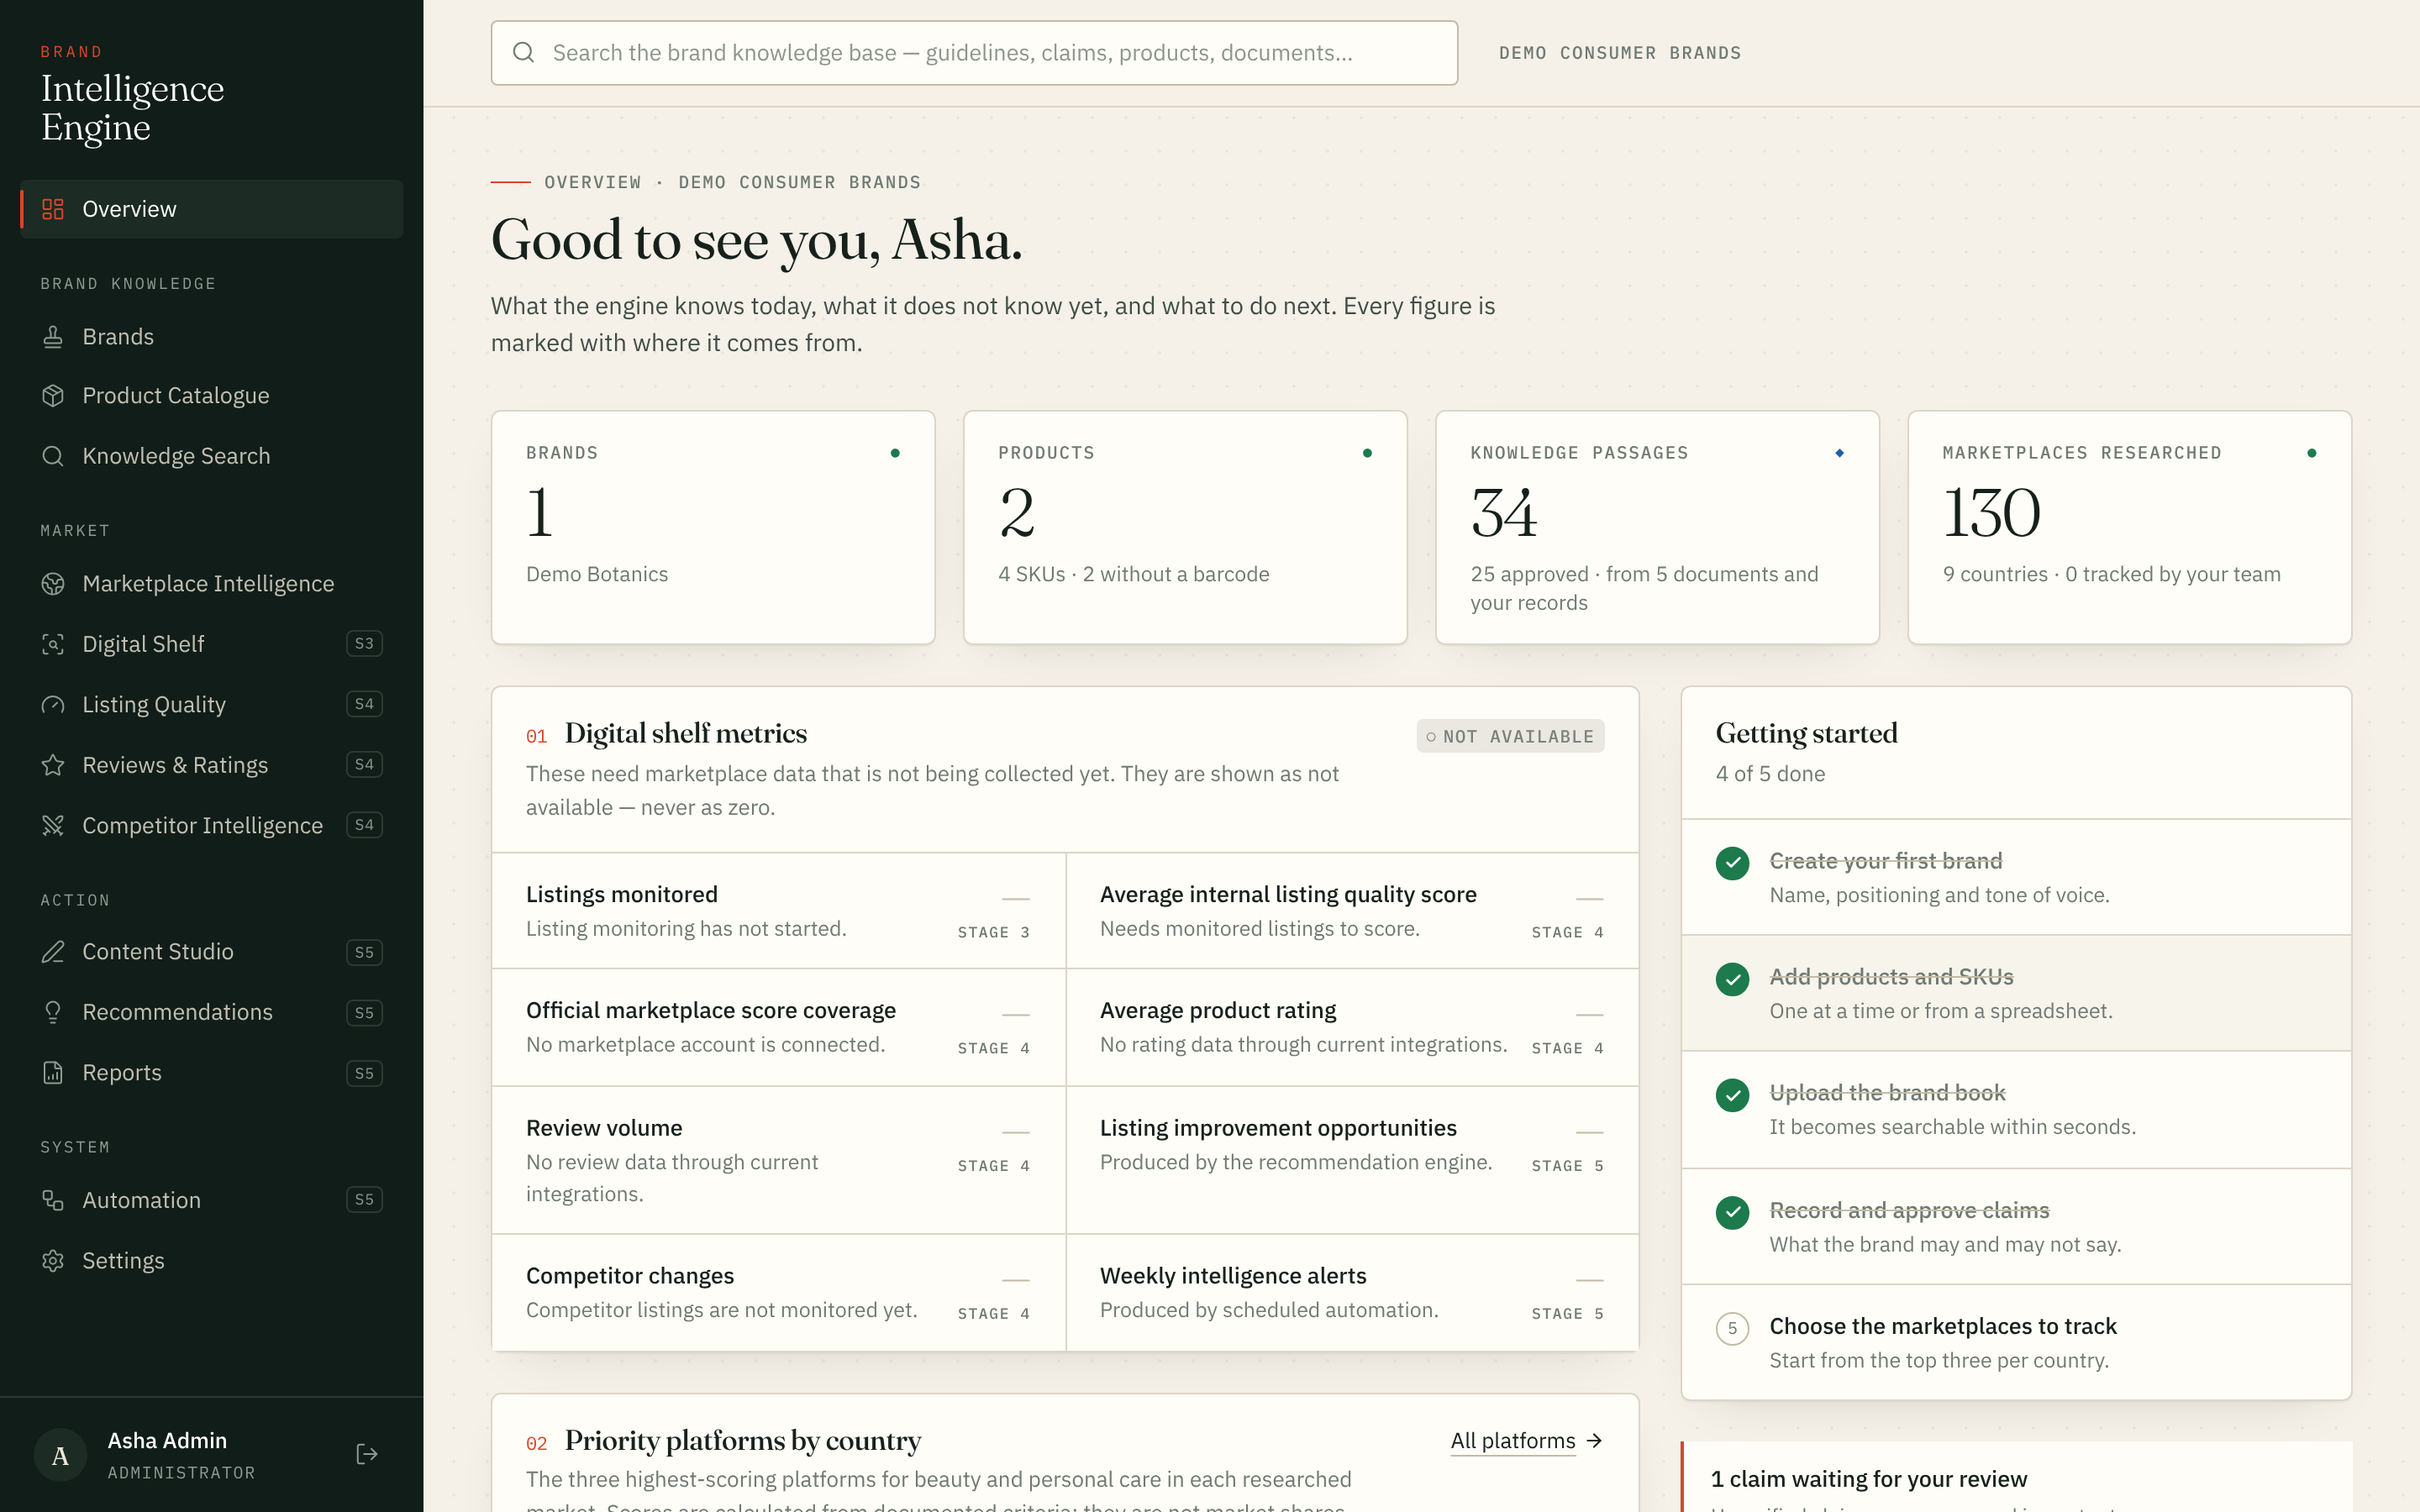 BRAND
Intelligence
Engine
Overview
BRAND KNOWLEDGE
Brands
Product Catalogue
Knowledge Search
MARKET
Marketplace Intelligence
Digital Shelf S3
Listing Quality S4
Reviews & Ratings S4
Competitor Intelligence S4
ACTION
Content Studio S5
Recommendations S5
Reports S5
SYSTEM
Automation S5
Settings
A
Asha Admin
ADMINISTRATOR
Search the brand knowledge base — guidelines, claims, products, documents...
DEMO CONSUMER BRANDS
OVERVIEW · DEMO CONSUMER BRANDS
Good to see you, Asha.
What the engine knows today, what it does not know yet, and what to do next. Every figure is
marked with where it comes from.
BRANDS
1
Demo Botanics
PRODUCTS
2
4 SKUs · 2 without a barcode
KNOWLEDGE PASSAGES
34
25 approved · from 5 documents and
your records
MARKETPLACES RESEARCHED
130
9 countries · 0 tracked by your team
01 Digital shelf metrics
NOT AVAILABLE
These need marketplace data that is not being collected yet. They are shown as not
available — never as zero.
Listings monitored —
Listing monitoring has not started. STAGE 3
Average internal listing quality score —
Needs monitored listings to score. STAGE 4
Official marketplace score coverage —
No marketplace account is connected. STAGE 4
Average product rating —
No rating data through current integrations. STAGE 4
Review volume —
No review data through current STAGE 4
integrations.
Listing improvement opportunities —
Produced by the recommendation engine. STAGE 5
Competitor changes —
Competitor listings are not monitored yet. STAGE 4
Weekly intelligence alerts —
Produced by scheduled automation. STAGE 5
02 Priority platforms by country
All platforms →
The three highest-scoring platforms for beauty and personal care in each researched
market. Scores are calculated from documented criteria; they are not market shares.
Getting started
4 of 5 done
Create your first brand
Name, positioning and tone of voice.
Add products and SKUs
One at a time or from a spreadsheet.
Upload the brand book
It becomes searchable within seconds.
Record and approve claims
What the brand may and may not say.
5 Choose the marketplaces to track
Start from the top three per country.
1 claim waiting for your review